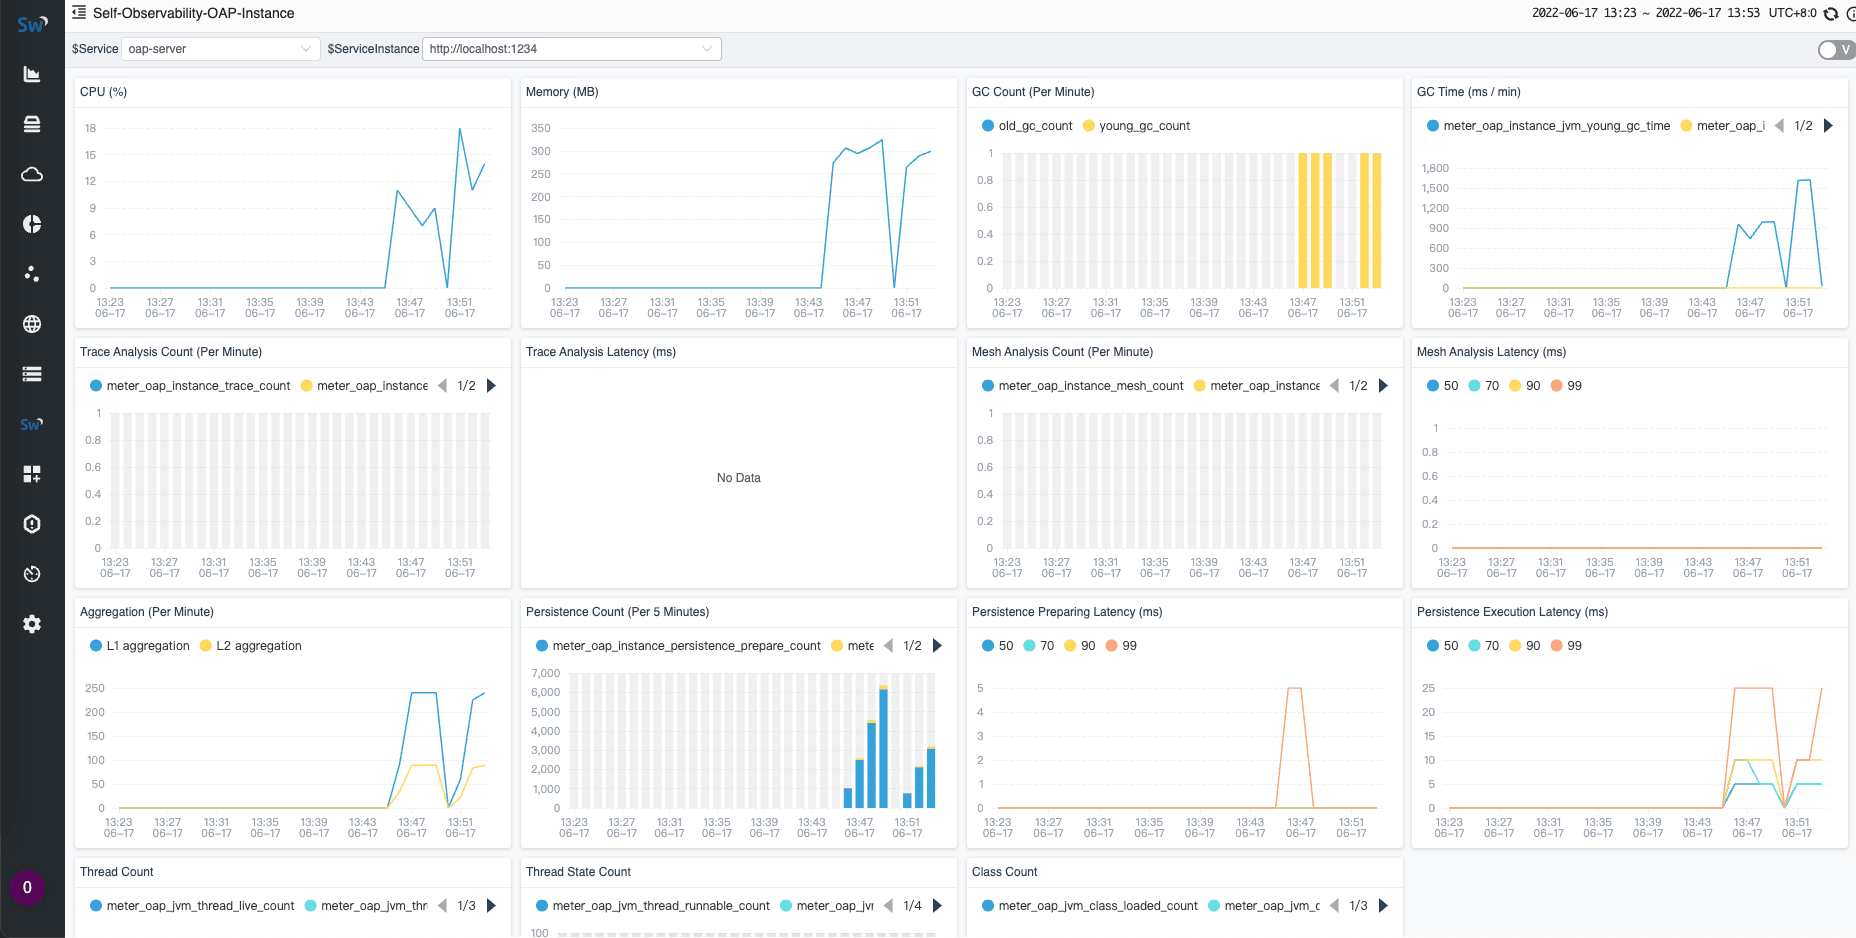 Sw
Self-Observability-OAP-Instance
2022-06-17 13:23 ~ 2022-06-17 13:53 UTC+8:0
$Service oap-server $ServiceInstance http://localhost:1234 V
CPU (%)
18
15
12
9
6
3
0
13:23 13:27 13:31 13:35 13:39 13:43 13:47 13:51
06–17 06–17 06–17 06–17 06–17 06–17 06–17 06–17
Memory (MB)
350
300
250
200
150
100
50
0
13:23 13:27 13:31 13:35 13:39 13:43 13:47 13:51
06–17 06–17 06–17 06–17 06–17 06–17 06–17 06–17
GC Count (Per Minute)
old_gc_count young_gc_count
1
0.8
0.6
0.4
0.2
0
13:23 13:27 13:31 13:35 13:39 13:43 13:47 13:51
06–17 06–17 06–17 06–17 06–17 06–17 06–17 06–17
GC Time (ms / min)
meter_oap_instance_jvm_young_gc_time meter_oap_i 1/2
1,800
1,500
1,200
900
600
300
0
13:23 13:27 13:31 13:35 13:39 13:43 13:47 13:51
06–17 06–17 06–17 06–17 06–17 06–17 06–17 06–17
Trace Analysis Count (Per Minute)
meter_oap_instance_trace_count meter_oap_instance 1/2
1
0.8
0.6
0.4
0.2
0
13:23 13:27 13:31 13:35 13:39 13:43 13:47 13:51
06–17 06–17 06–17 06–17 06–17 06–17 06–17 06–17
Trace Analysis Latency (ms)
No Data
Mesh Analysis Count (Per Minute)
meter_oap_instance_mesh_count meter_oap_instance 1/2
1
0.8
0.6
0.4
0.2
0
13:23 13:27 13:31 13:35 13:39 13:43 13:47 13:51
06–17 06–17 06–17 06–17 06–17 06–17 06–17 06–17
Mesh Analysis Latency (ms)
50 70 90 99
1
0.8
0.6
0.4
0.2
0
13:23 13:27 13:31 13:35 13:39 13:43 13:47 13:51
06–17 06–17 06–17 06–17 06–17 06–17 06–17 06–17
Sw
Aggregation (Per Minute)
L1 aggregation L2 aggregation
250
200
150
100
50
0
13:23 13:27 13:31 13:35 13:39 13:43 13:47 13:51
06–17 06–17 06–17 06–17 06–17 06–17 06–17 06–17
Persistence Count (Per 5 Minutes)
meter_oap_instance_persistence_prepare_count mete 1/2
7,000
6,000
5,000
4,000
3,000
2,000
1,000
0
13:23 13:27 13:31 13:35 13:39 13:43 13:47 13:51
06–17 06–17 06–17 06–17 06–17 06–17 06–17 06–17
Persistence Preparing Latency (ms)
50 70 90 99
5
4
3
2
1
0
13:23 13:27 13:31 13:35 13:39 13:43 13:47 13:51
06–17 06–17 06–17 06–17 06–17 06–17 06–17 06–17
Persistence Execution Latency (ms)
50 70 90 99
25
20
15
10
5
0
13:23 13:27 13:31 13:35 13:39 13:43 13:47 13:51
06–17 06–17 06–17 06–17 06–17 06–17 06–17 06–17
0
Thread Count
meter_oap_jvm_thread_live_count meter_oap_jvm_thr 1/3
Thread State Count
meter_oap_jvm_thread_runnable_count meter_oap_jvr 1/4
100
Class Count
meter_oap_jvm_class_loaded_count meter_oap_jvm_c 1/3